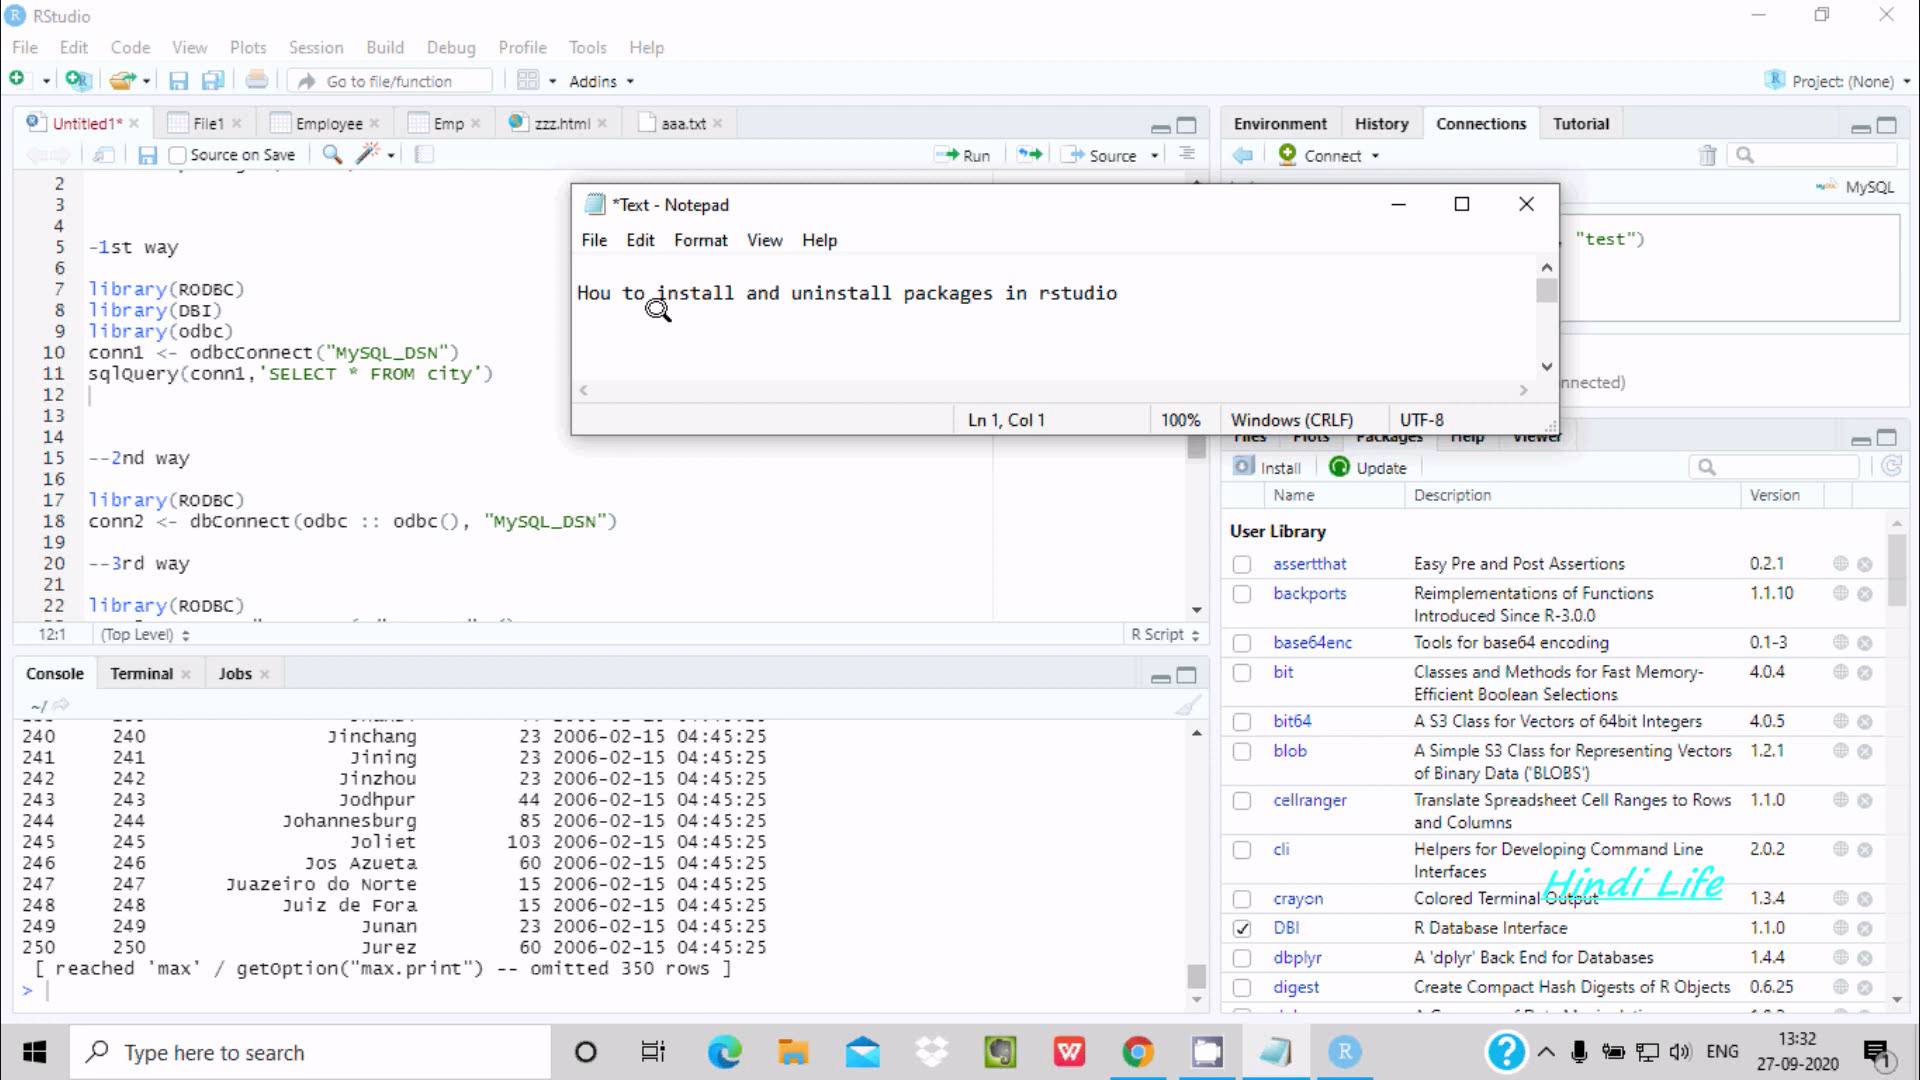 RStudio
File Edit Code View Plots Session Build Debug Profile Tools Help
Go to file/function
Addins
Project: (None)
Untitled1*
File1
Employee
Emp
zzz.html
aaa.txt
Source on Save
Run
Source
2
3
4
5 -1st way
6
7 library(RODBC)
8 library(DBI)
9 library(odbc)
10 conn1 <- odbcConnect("MySQL_DSN")
11 sqlQuery(conn1,'SELECT * FROM city')
12
13
14
15 --2nd way
16
17 library(RODBC)
18 conn2 <- dbConnect(odbc :: odbc(), "MySQL_DSN")
19
20 --3rd way
21
22 library(RODBC)
12:1 (Top Level)
R Script
*Text - Notepad
File Edit Format View Help
Hou to install and uninstall packages in rstudio
Ln 1, Col 1 100% Windows (CRLF) UTF-8
Environment History Connections Tutorial
Connect
MySQL
"test")
nnected)
Files Plots Packages Help Viewer
Install Update
Name Description Version
User Library
assertthat Easy Pre and Post Assertions 0.2.1
backports Reimplementations of Functions 1.1.10
Introduced Since R-3.0.0
base64enc Tools for base64 encoding 0.1-3
bit Classes and Methods for Fast Memory- 4.0.4
Efficient Boolean Selections
bit64 A S3 Class for Vectors of 64bit Integers 4.0.5
blob A Simple S3 Class for Representing Vectors 1.2.1
of Binary Data ('BLOBS')
cellranger Translate Spreadsheet Cell Ranges to Rows 1.1.0
and Columns
cli Helpers for Developing Command Line 2.0.2
Interfaces
Hindi Life
crayon Colored Terminal Output 1.3.4
DBI R Database Interface 1.1.0
dbplyr A 'dplyr' Back End for Databases 1.4.4
digest Create Compact Hash Digests of R Objects 0.6.25
Console Terminal Jobs
~/
240 240 Jinchang 23 2006-02-15 04:45:25
241 241 Jining 23 2006-02-15 04:45:25
242 242 Jinzhou 23 2006-02-15 04:45:25
243 243 Jodhpur 44 2006-02-15 04:45:25
244 244 Johannesburg 85 2006-02-15 04:45:25
245 245 Joliet 103 2006-02-15 04:45:25
246 246 Jos Azueta 60 2006-02-15 04:45:25
247 247 Juazeiro do Norte 15 2006-02-15 04:45:25
248 248 Juiz de Fora 15 2006-02-15 04:45:25
249 249 Junan 23 2006-02-15 04:45:25
250 250 Jurez 60 2006-02-15 04:45:25
[ reached 'max' / getOption("max.print") -- omitted 350 rows ]
>
Type here to search
ENG
13:32
27-09-2020
1